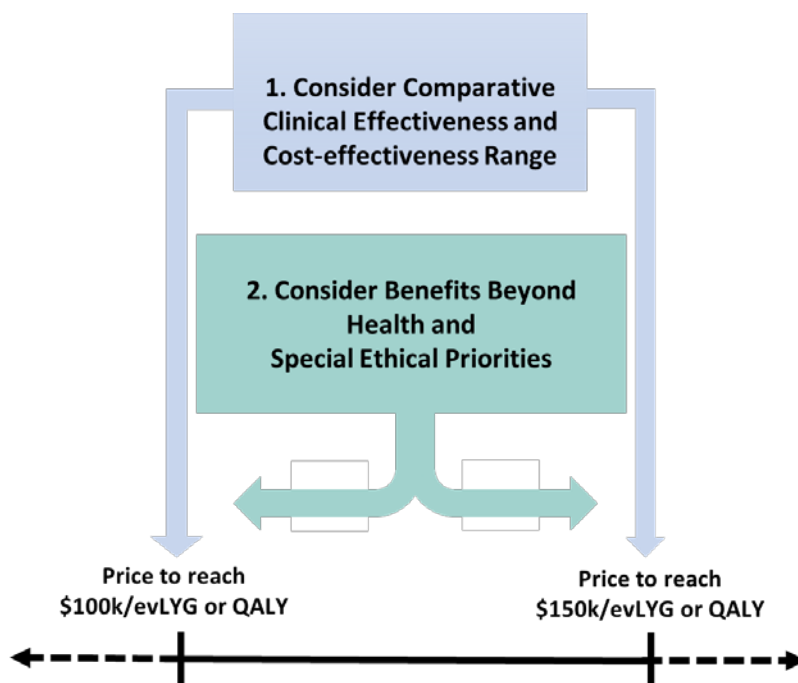 1. Consider Comparative
Clinical Effectiveness and
Cost-effectiveness Range
2. Consider Benefits Beyond
Health and
Special Ethical Priorities
Price to reach
$100k/evLYG or QALY
Price to reach
$150k/evLYG or QALY